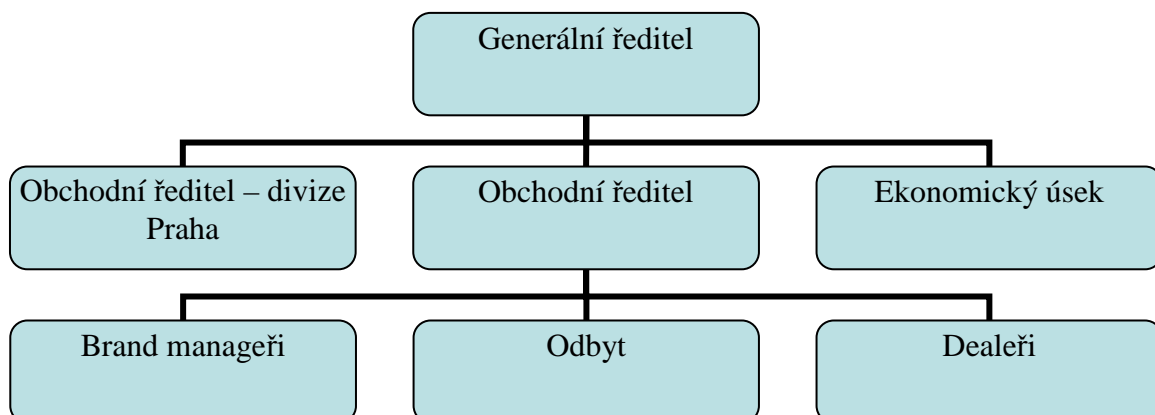 Generální ředitel
Obchodní ředitel – divize
Praha
Obchodní ředitel
Ekonomický úsek
Brand manageři
Odbyt
Dealeři